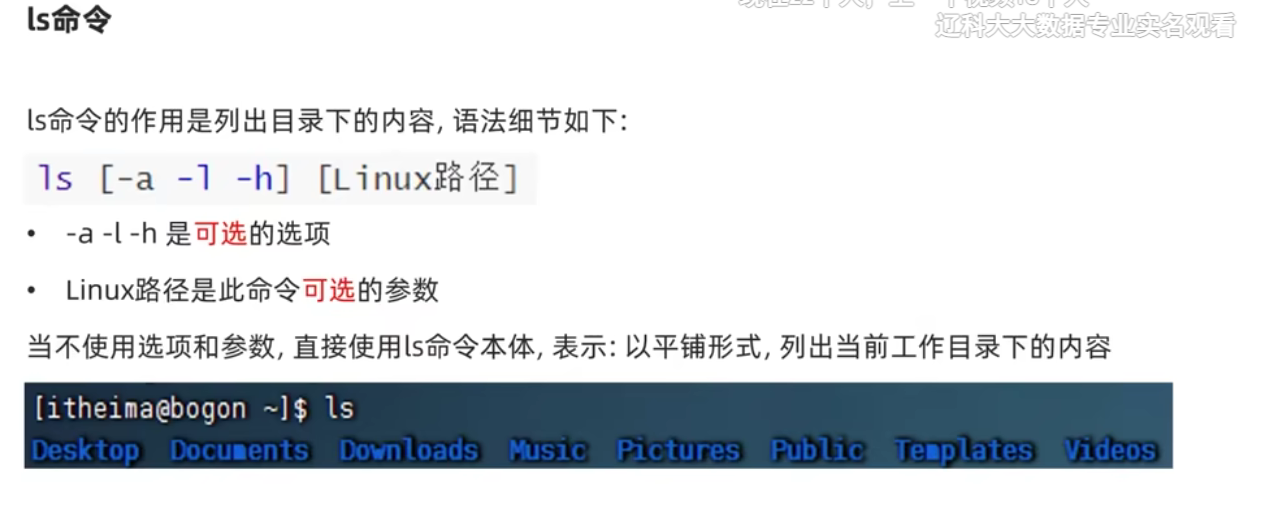 ls命令
辽科大大数据专业实名观看
ls命令的作用是列出目录下的内容, 语法细节如下:
ls [-a -l -h] [Linux路径]
• -a -l -h 是可选的选项
• Linux路径是此命令可选的参数
当不使用选项和参数, 直接使用ls命令本体, 表示: 以平铺形式, 列出当前工作目录下的内容
[itheima@bogon ~]$ ls
Desktop Documents Downloads Music Pictures Public Templates Videos